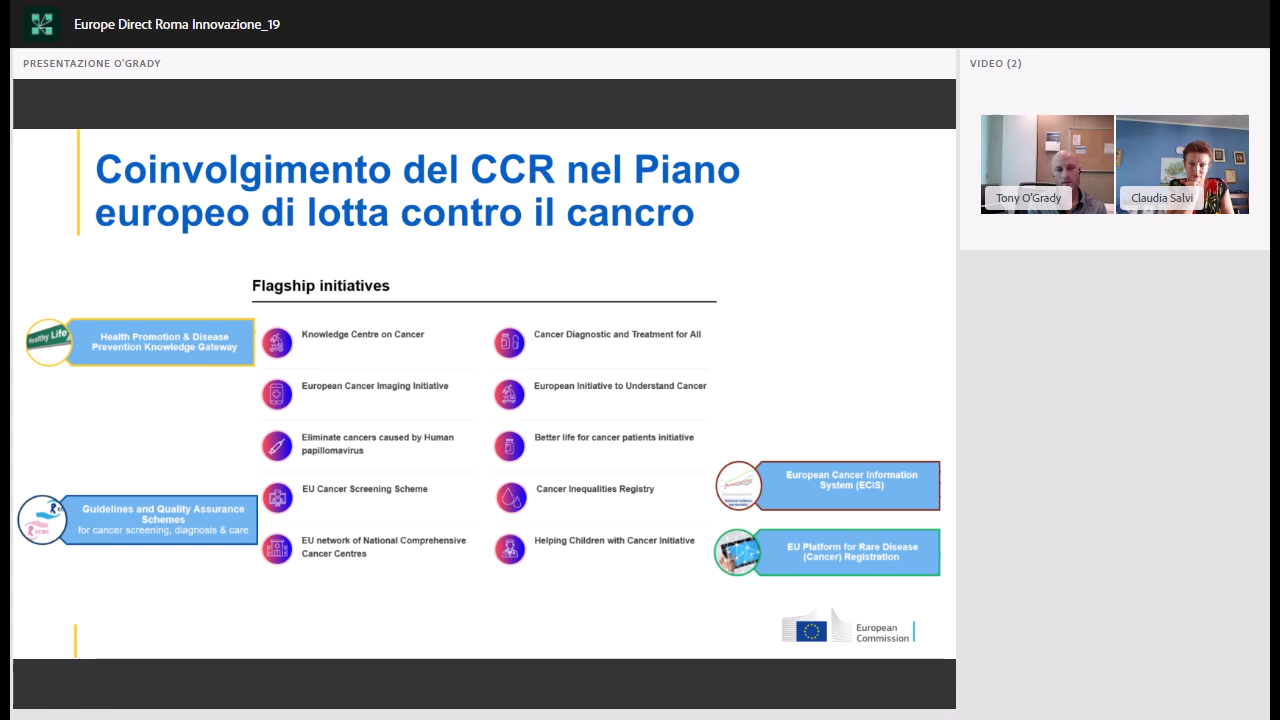 Europe Direct Roma Innovazione_19
PRESENTAZIONE O'GRADY
VIDEO (2)
Coinvolgimento del CCR nel Piano
europeo di lotta contro il cancro
Flagship initiatives
Healthy Life
Health Promotion & Disease
Prevention Knowledge Gateway
Guidelines and Quality Assurance
Schemes
for cancer screening, diagnosis & care
Knowledge Centre on Cancer
European Cancer Imaging Initiative
Eliminate cancers caused by Human
papillomavirus
EU Cancer Screening Scheme
EU network of National Comprehensive
Cancer Centres
Cancer Diagnostic and Treatment for All
European Initiative to Understand Cancer
Better life for cancer patients initiative
Cancer Inequalities Registry
Helping Children with Cancer Initiative
European Cancer Information
System (ECIS)
EU Platform for Rare Disease
(Cancer) Registration
European
Commission
Tony O'Grady
Claudia Salvi